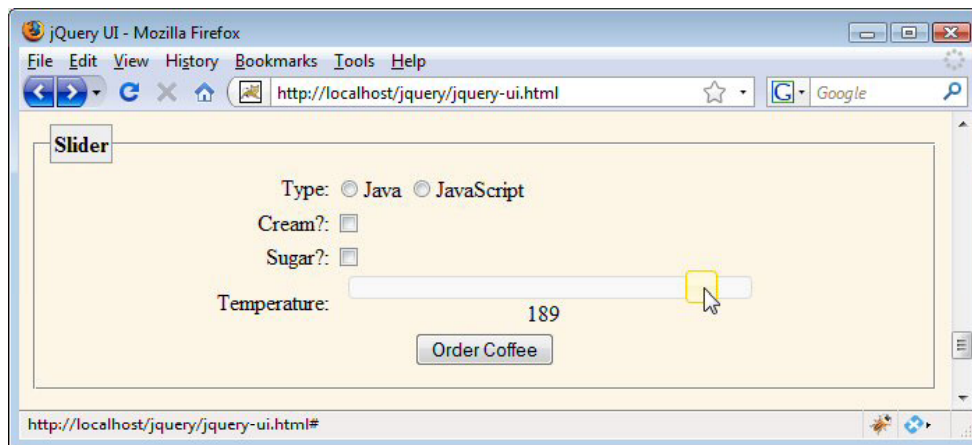 jQuery UI - Mozilla Firefox
File Edit View History Bookmarks Tools Help
http://localhost/jquery/jquery-ui.html G Google
Slider
Type: Java JavaScript
Cream?:
Sugar?:
Temperature:
189
Order Coffee
http://localhost/jquery/jquery-ui.html#